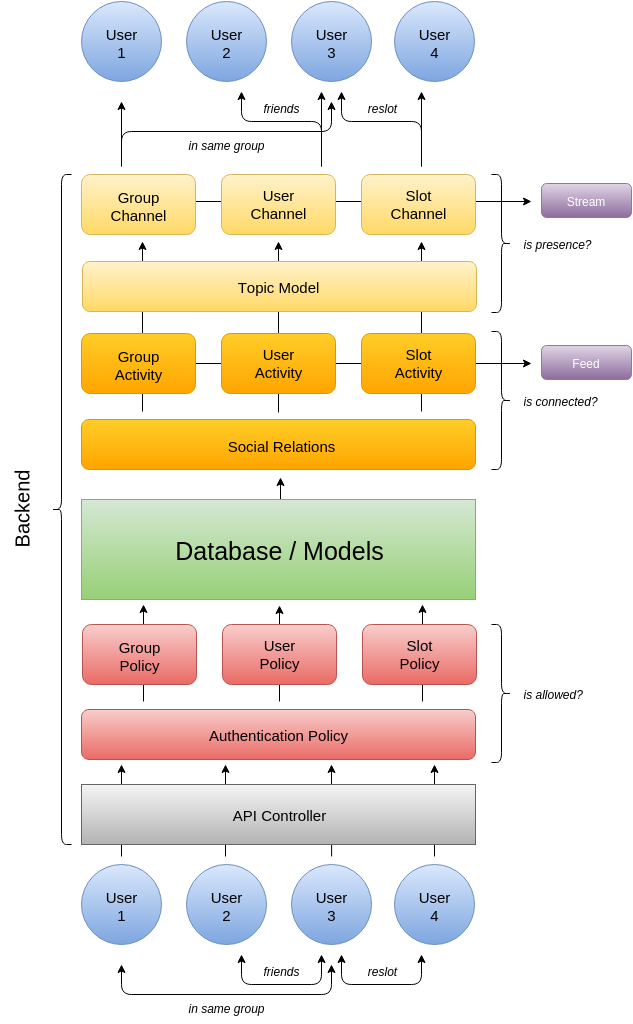 User
1
User
2
User
3
User
4
friends
reslot
in same group
Group
Channel
User
Channel
Slot
Channel
Stream
is presence?
Topic Model
Group
Activity
User
Activity
Slot
Activity
Feed
is connected?
Social Relations
Backend
Database / Models
Group
Policy
User
Policy
Slot
Policy
is allowed?
Authentication Policy
API Controller
User
1
User
2
User
3
User
4
friends
reslot
in same group